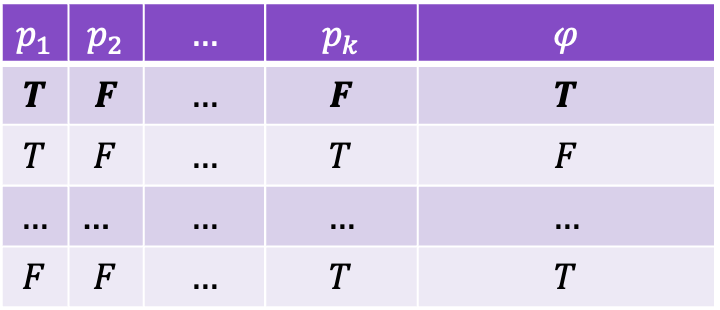 p₁ p₂ ... pₖ φ
T F ... F T
T F ... T F
... ... ... ... ...
F F ... T T